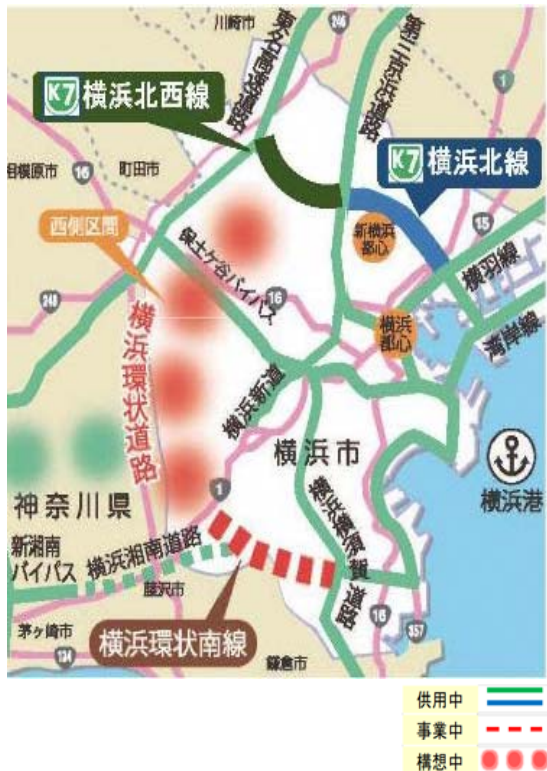 川崎市
246
東名高速道路
第三京浜道路
1
K7 横浜北西線
K7 横浜北線
相模原市
16
町田市
西側区間
新横浜
都心
15
横羽線
保土ヶ谷バイパス
16
246
横浜
都心
湾岸線
横浜環状道路
横浜新道
横浜市
横浜港
神奈川県
1
新湘南
バイパス
横浜湘南道路
横浜横須賀道路
藤沢市
横浜環状南線
16
357
茅ヶ崎市
134
鎌倉市
供用中
事業中
構想中